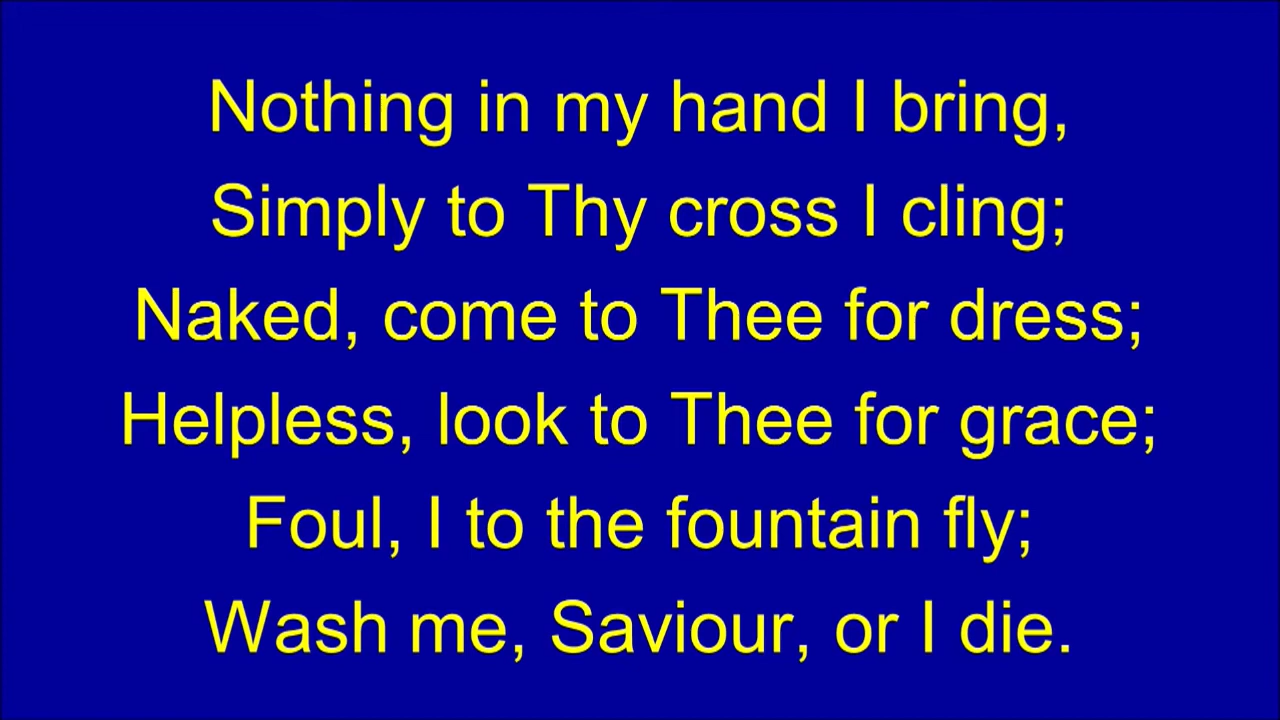 Nothing in my hand I bring,
Simply to Thy cross I cling;
Naked, come to Thee for dress;
Helpless, look to Thee for grace;
Foul, I to the fountain fly;
Wash me, Saviour, or I die.